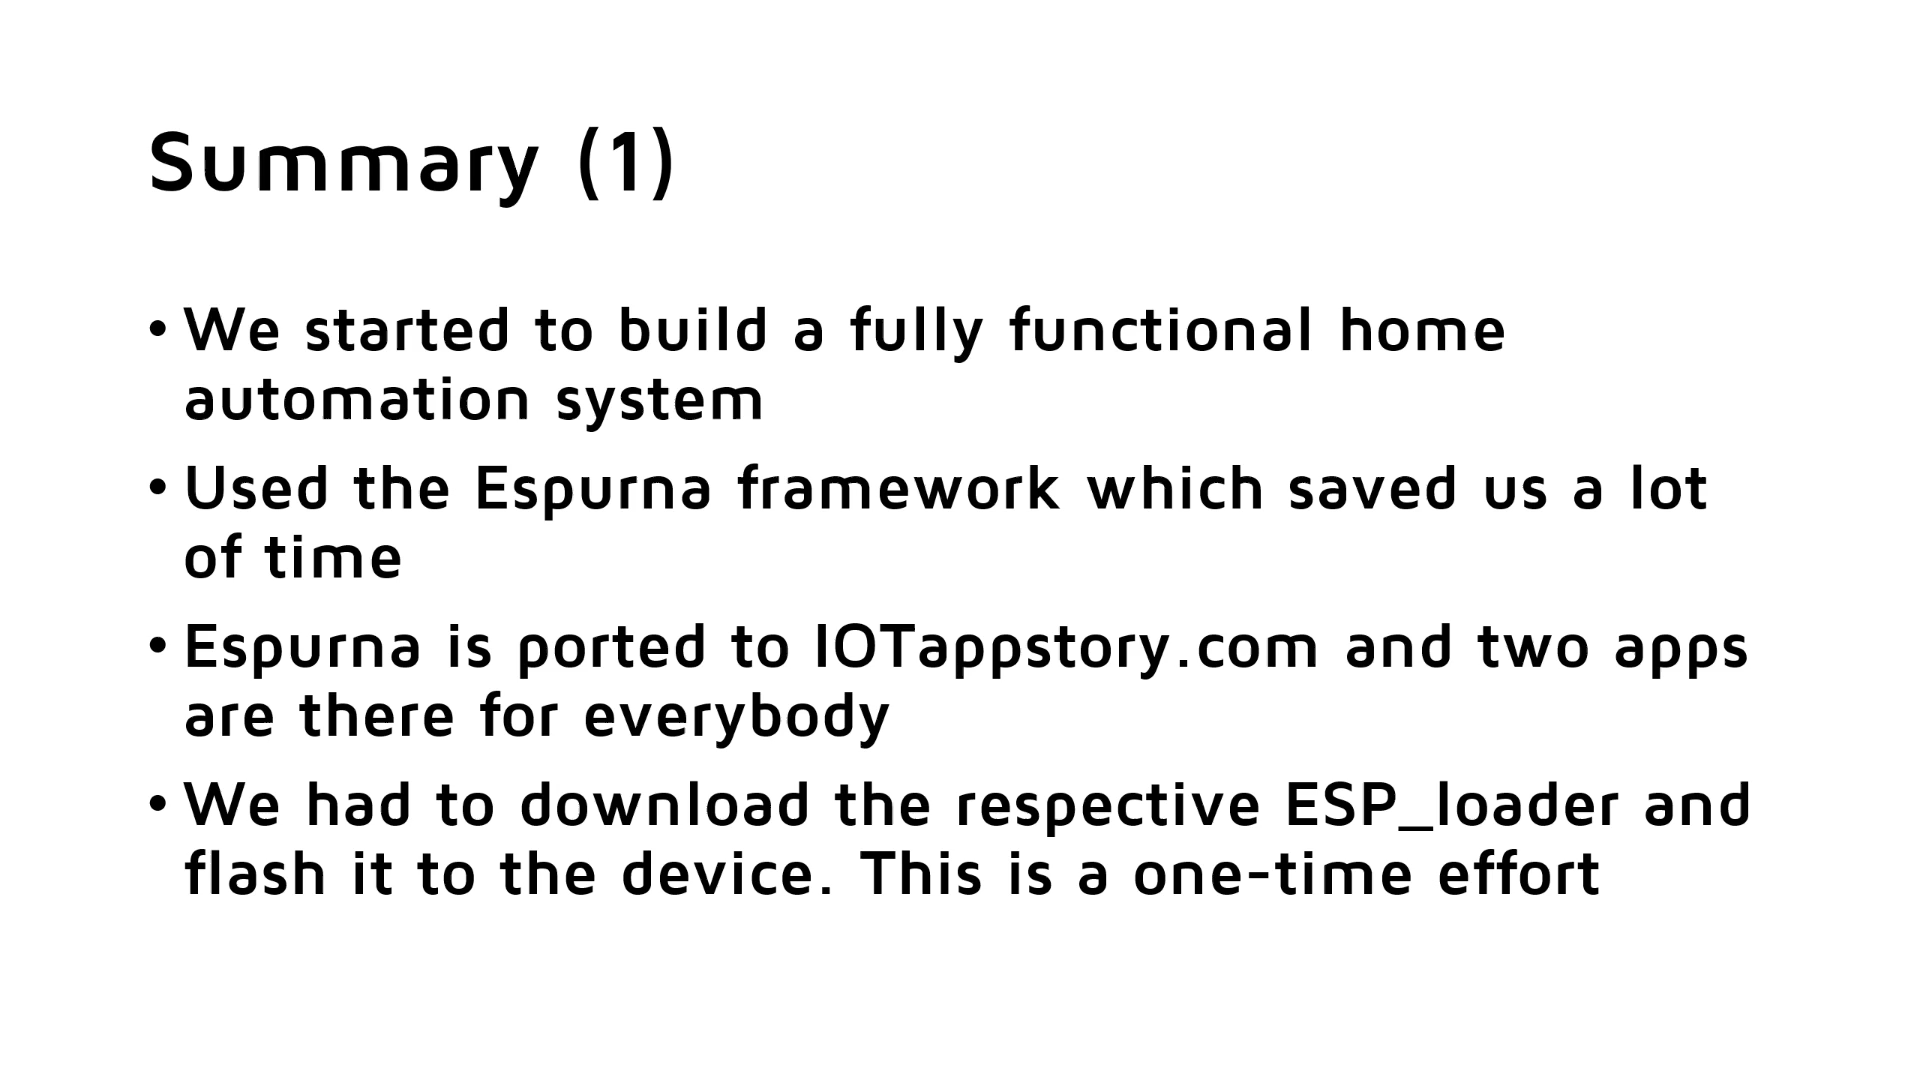 Summary (1)
• We started to build a fully functional home
automation system
• Used the Espurna framework which saved us a lot
of time
• Espurna is ported to IOTappstory.com and two apps
are there for everybody
• We had to download the respective ESP_loader and
flash it to the device. This is a one-time effort